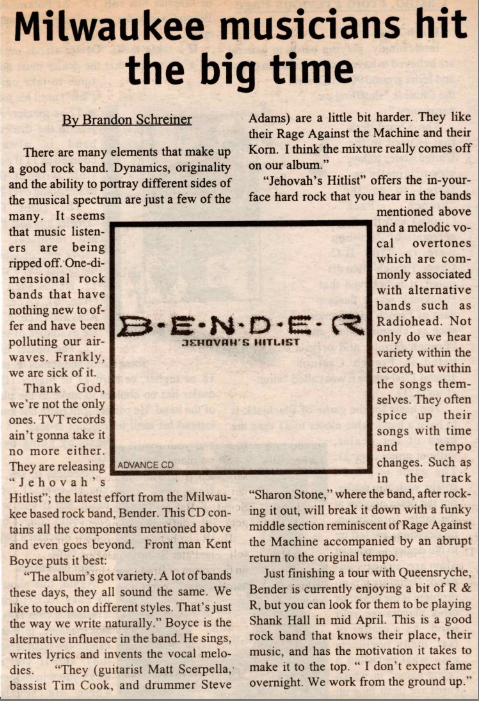 Milwaukee musicians hit
the big time
By Brandon Schreiner
There are many elements that make up
a good rock band. Dynamics, originality
and the ability to portray different sides of
the musical spectrum are just a few of the
many. It seems
that music listen-
ers are being
ripped off. One-di-
mensional rock
bands that have
nothing new to of-
fer and have been
polluting our air-
waves. Frankly,
we are sick of it.
Thank God,
we're not the only
ones. TVT records
ain't gonna take it
no more either.
They are releasing
"Jehovah's
Hitlist"; the latest effort from the Milwau-
kee based rock band, Bender. This CD con-
tains all the components mentioned above
and even goes beyond. Front man Kent
Boyce puts it best:
"The album's got variety. A lot of bands
these days, they all sound the same. We
like to touch on different styles. That's just
the way we write naturally." Boyce is the
alternative influence in the band. He sings,
writes lyrics and invents the vocal melo-
dies. "They (guitarist Matt Scerpella,
bassist Tim Cook, and drummer Steve
B·E·N·D·E·R
JEHOVAH'S HITLIST
ADVANCE CD
Adams) are a little bit harder. They like
their Rage Against the Machine and their
Korn. I think the mixture really comes off
on our album."
"Jehovah's Hitlist" offers the in-your-
face hard rock that you hear in the bands
mentioned above
and a melodic vo-
cal overtones
which are com-
monly associated
with alternative
bands such as
Radiohead. Not
only do we hear
variety within the
record, but within
the songs them-
selves. They often
spice up their
songs with time
and tempo
changes. Such as
in the track
"Sharon Stone," where the band, after rock-
ing it out, will break it down with a funky
middle section reminiscent of Rage Against
the Machine accompanied by an abrupt
return to the original tempo.
Just finishing a tour with Queensryche,
Bender is currently enjoying a bit of R &
R, but you can look for them to be playing
Shank Hall in mid April. This is a good
rock band that knows their place, their
music, and has the motivation it takes to
make it to the top. " I don't expect fame
overnight. We work from the ground up."